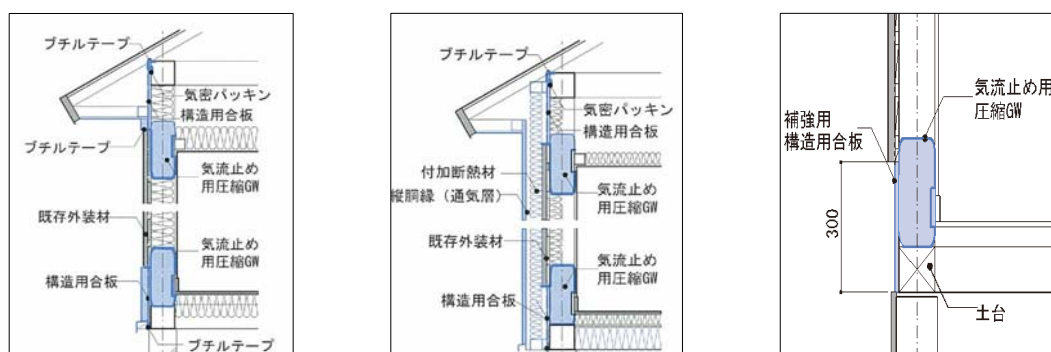 ブチルテープ
気密パッキン
構造用合板
ブチルテープ
気流止め
用圧縮GW
既存外装材
気流止め
用圧縮GW
構造用合板
ブチルテープ
ブチルテープ
気密パッキン
構造用合板
付加断熱材
縦胴縁（通気層）
気流止め
用圧縮GW
既存外装材
気流止め
用圧縮GW
構造用合板
気流止め用
圧縮GW
補強用
構造用合板
300
土台